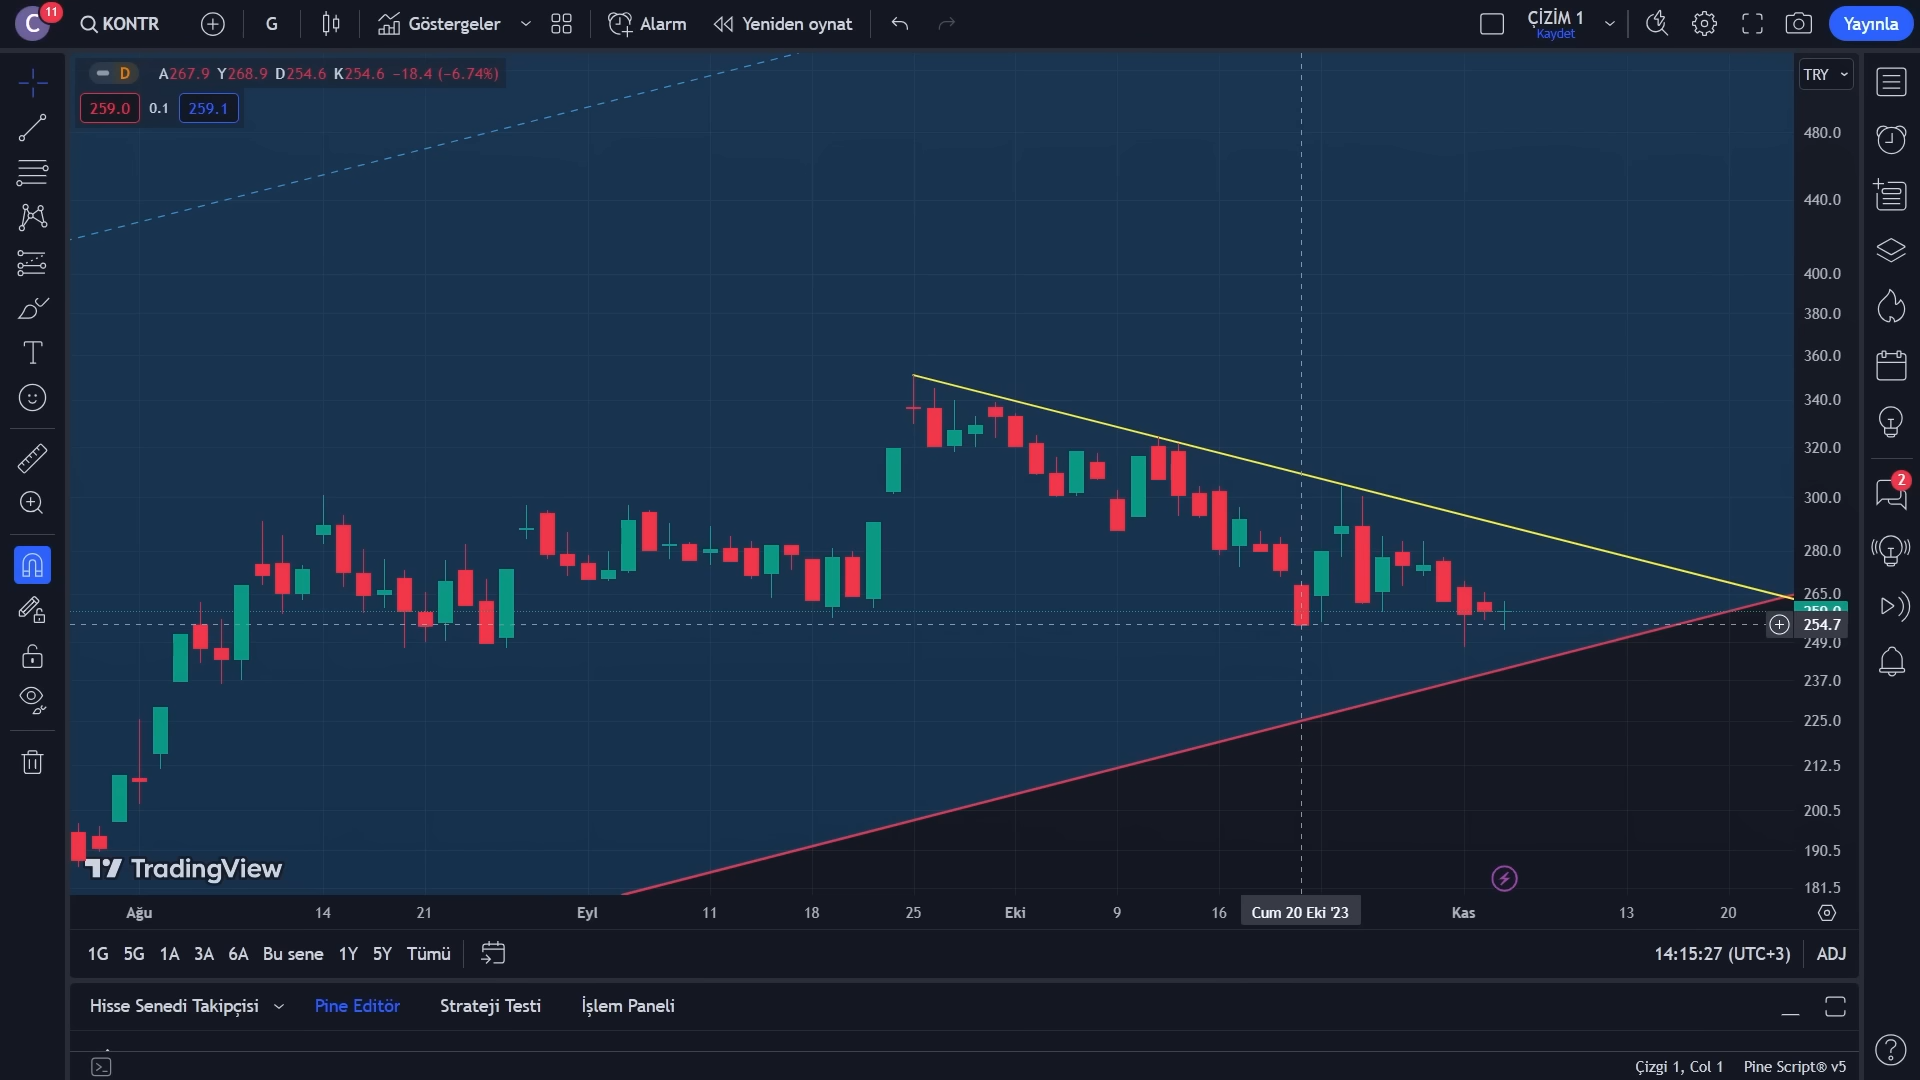 C 11 KONTR G Göstergeler Alarm Yeniden oynat ÇİZİM 1 Yayınla
Kaydet
D A267.9 Y268.9 D254.6 K254.6 −18.4 (−6.74%) TRY
259.0 0.1 259.1
480.0
440.0
400.0
380.0
360.0
340.0
320.0
300.0
280.0
265.0
254.7
249.0
237.0
225.0
212.5
200.5
190.5
181.5
2
TradingView
Ağu 14 21 Eyl 11 18 25 Eki 9 16 Cum 20 Eki '23 Kas 13 20
1G 5G 1A 3A 6A Bu sene 1Y 5Y Tümü 14:15:27 (UTC+3) ADJ
Hisse Senedi Takipçisi Pine Editör Strateji Testi İşlem Paneli
Çizgi 1, Col 1 Pine Script® v5